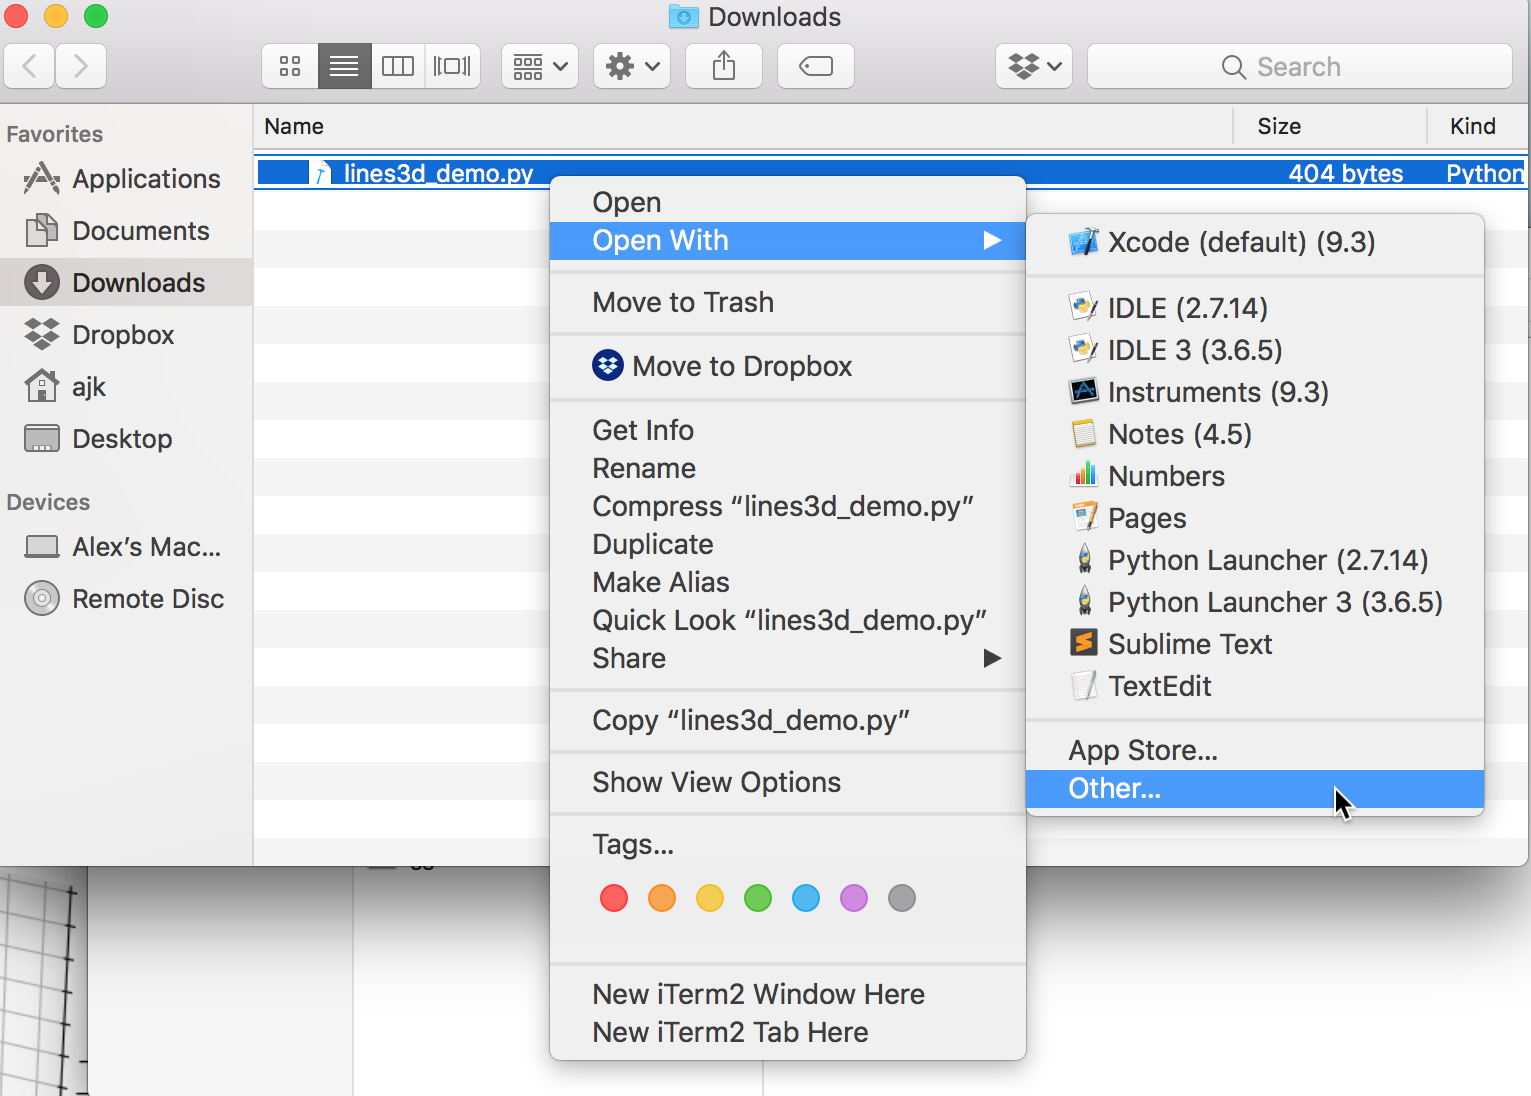 Downloads
Search
Favorites
Applications
Documents
Downloads
Dropbox
ajk
Desktop
Devices
Alex’s Mac...
Remote Disc
Name
Size
Kind
lines3d_demo.py
404 bytes
Python
Open
Open With
Move to Trash
Move to Dropbox
Get Info
Rename
Compress “lines3d_demo.py”
Duplicate
Make Alias
Quick Look “lines3d_demo.py”
Share
Copy “lines3d_demo.py”
Show View Options
Tags...
New iTerm2 Window Here
New iTerm2 Tab Here
Xcode (default) (9.3)
IDLE (2.7.14)
IDLE 3 (3.6.5)
Instruments (9.3)
Notes (4.5)
Numbers
Pages
Python Launcher (2.7.14)
Python Launcher 3 (3.6.5)
Sublime Text
TextEdit
App Store...
Other...